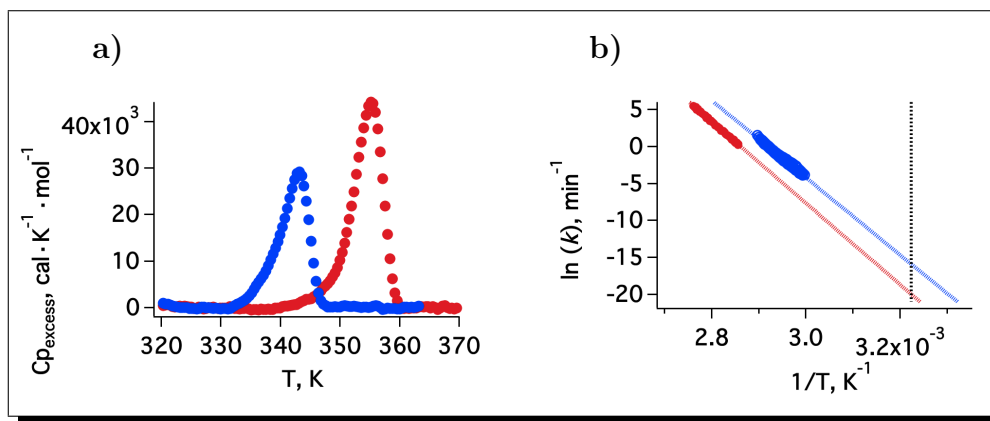 a)
Cp_excess, cal · K⁻¹ · mol⁻¹
40x10³
30
20
10
0
320 330 340 350 360 370
T, K
b)
ln (k), min⁻¹
5
0
-5
-10
-15
-20
2.8 3.0 3.2x10⁻³
1/T, K⁻¹